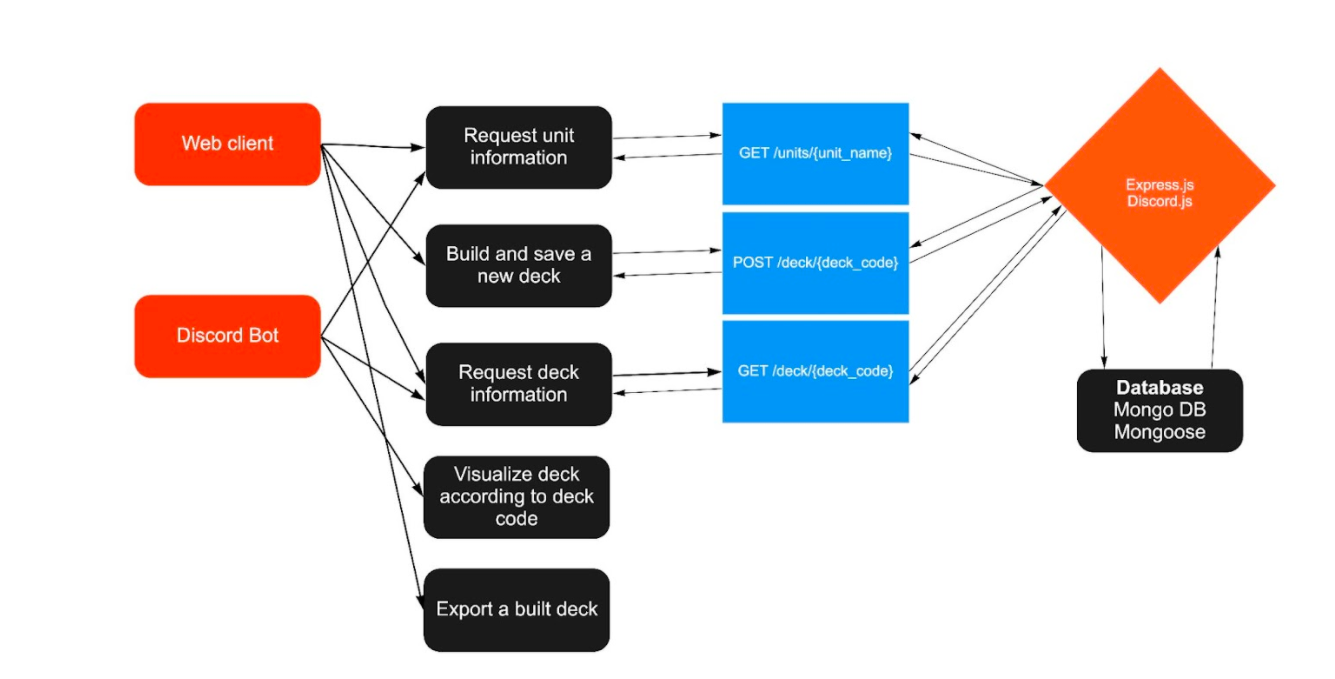 Web client
Discord Bot
Request unit
information
Build and save a
new deck
Request deck
information
Visualize deck
according to deck
code
Export a built deck
GET /units/{unit_name}
POST /deck/{deck_code}
GET /deck/{deck_code}
Express.js
Discord.js
Database
Mongo DB
Mongoose